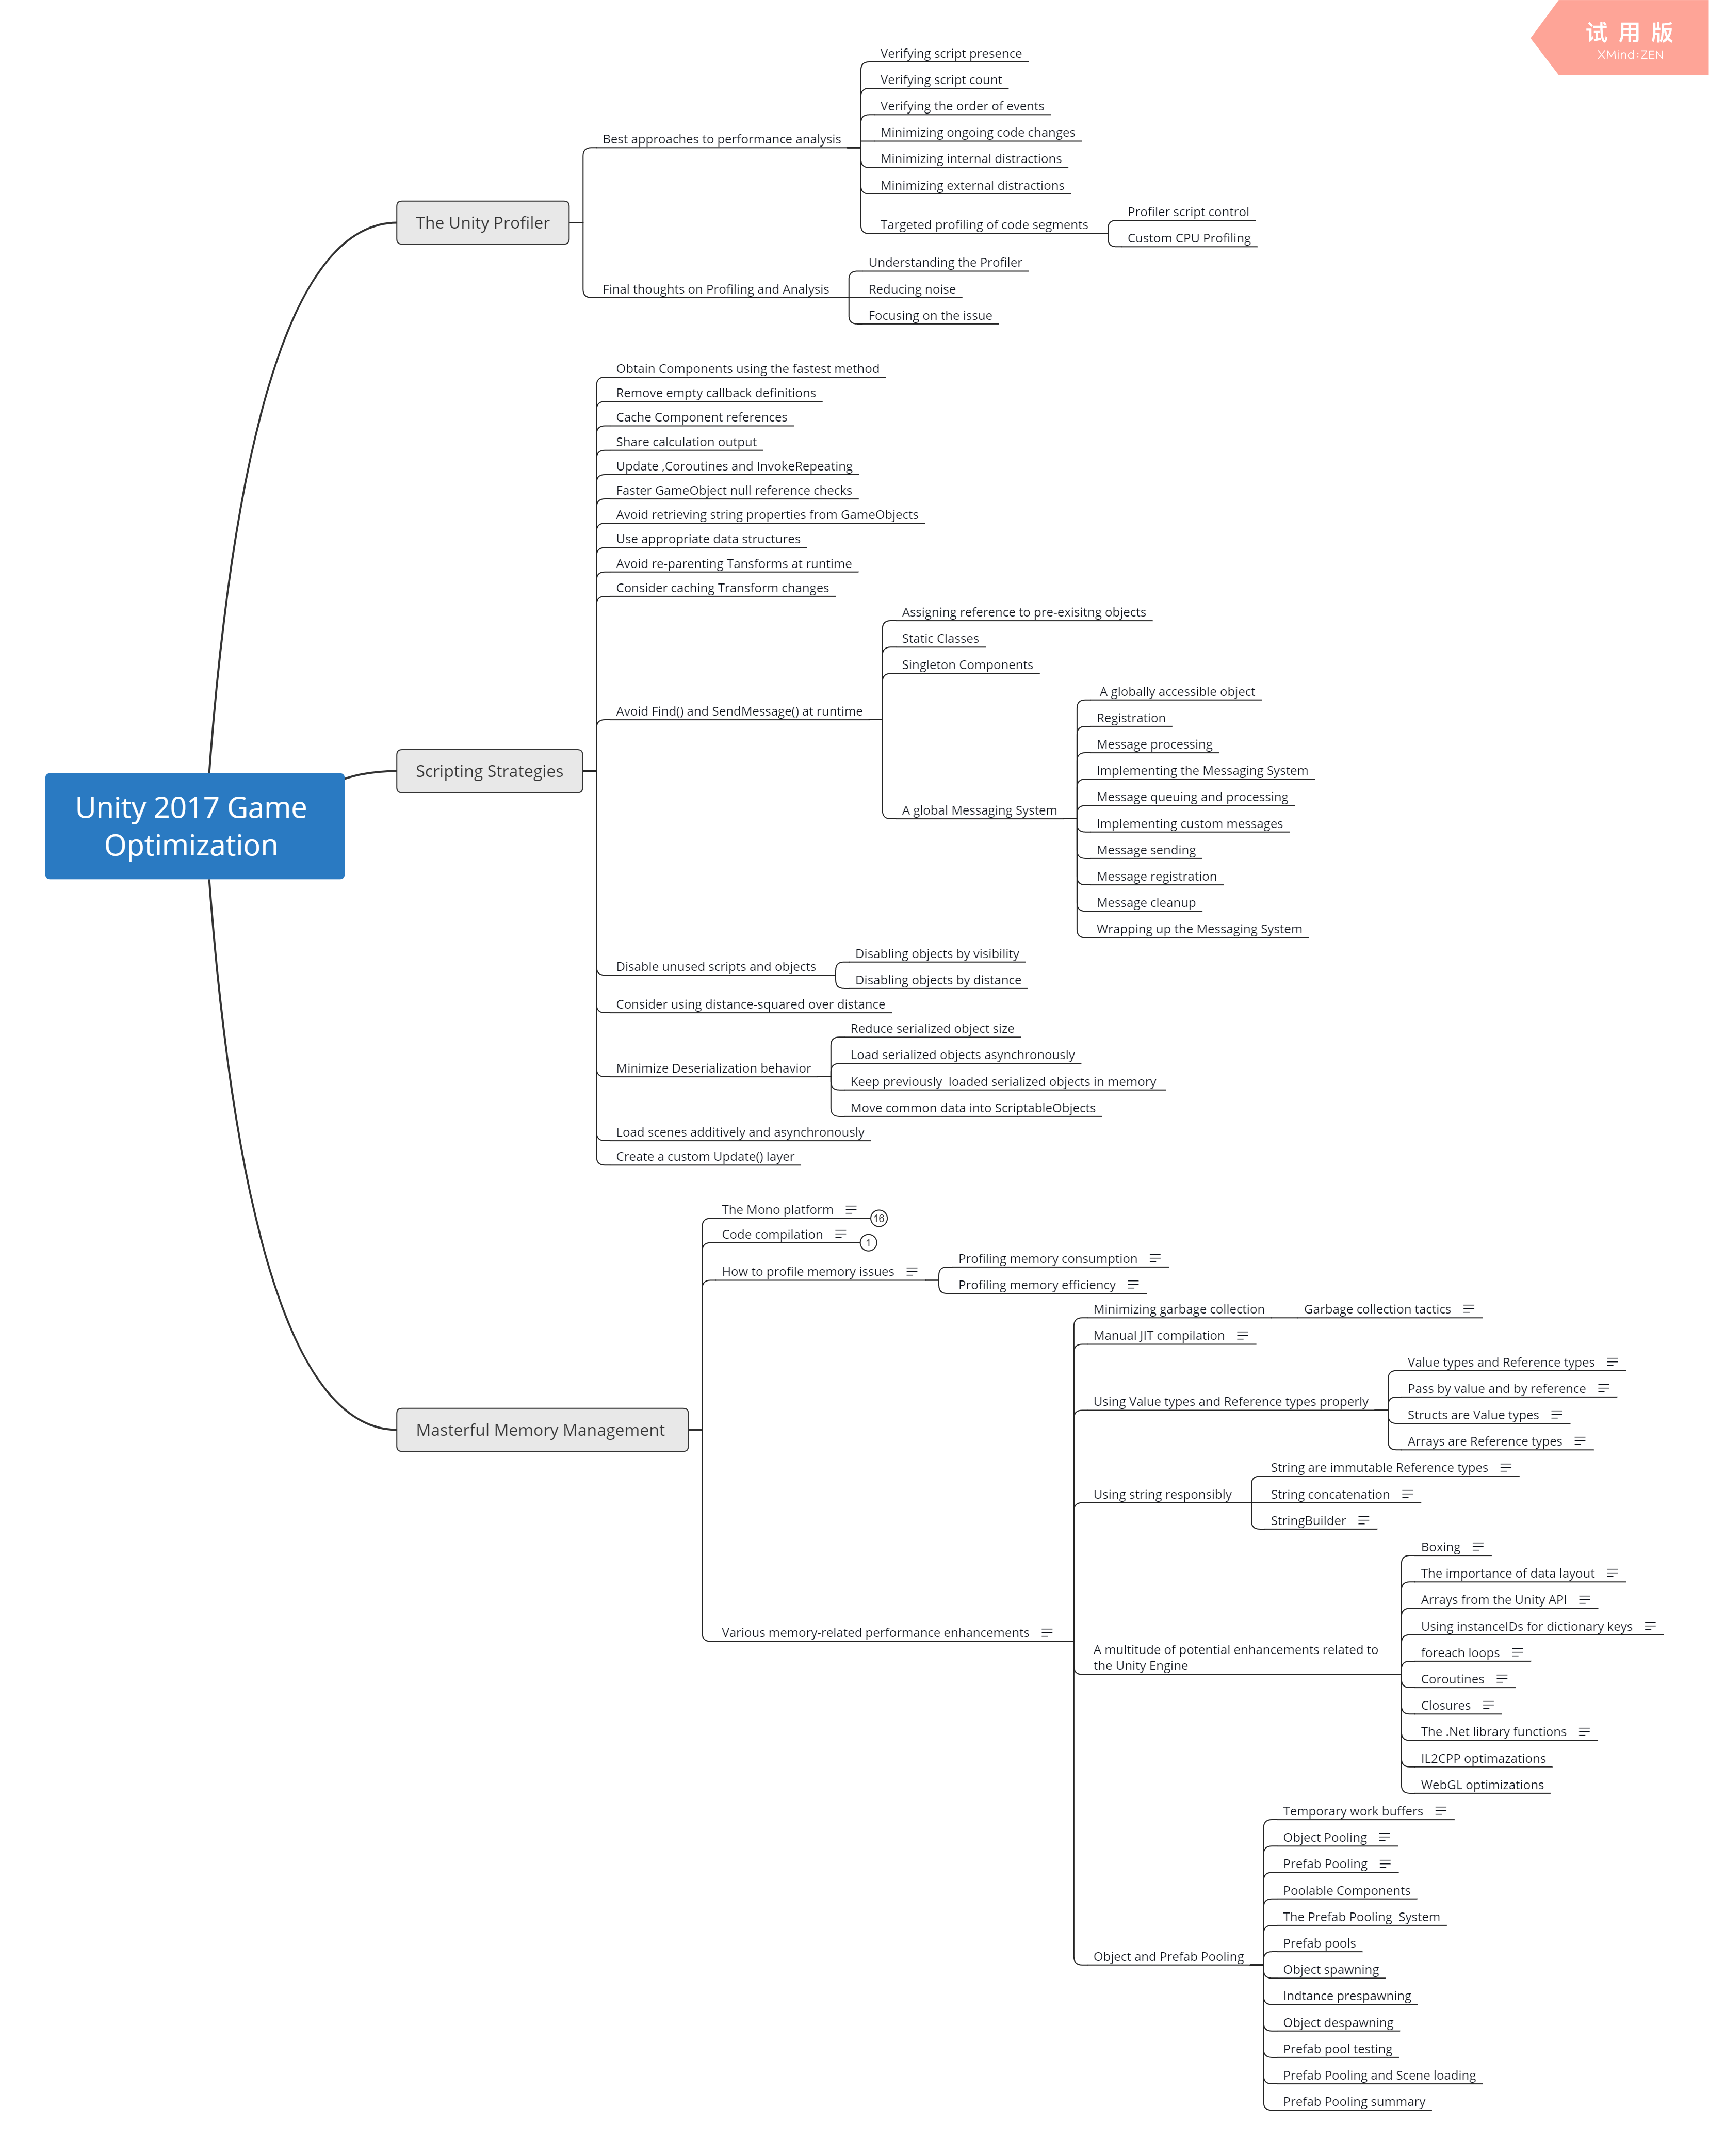 试用版
XMind:ZEN
Unity 2017 Game
Optimization
The Unity Profiler
Best approaches to performance analysis
Verifying script presence
Verifying script count
Verifying the order of events
Minimizing ongoing code changes
Minimizing internal distractions
Minimizing external distractions
Targeted profiling of code segments
Profiler script control
Custom CPU Profiling
Final thoughts on Profiling and Analysis
Understanding the Profiler
Reducing noise
Focusing on the issue
Scripting Strategies
Obtain Components using the fastest method
Remove empty callback definitions
Cache Component references
Share calculation output
Update ,Coroutines and InvokeRepeating
Faster GameObject null reference checks
Avoid retrieving string properties from GameObjects
Use appropriate data structures
Avoid re-parenting Tansforms at runtime
Consider caching Transform changes
Avoid Find() and SendMessage() at runtime
Assigning reference to pre-exisitng objects
Static Classes
Singleton Components
A global Messaging System
A globally accessible object
Registration
Message processing
Implementing the Messaging System
Message queuing and processing
Implementing custom messages
Message sending
Message registration
Message cleanup
Wrapping up the Messaging System
Disable unused scripts and objects
Disabling objects by visibility
Disabling objects by distance
Consider using distance-squared over distance
Minimize Deserialization behavior
Reduce serialized object size
Load serialized objects asynchronously
Keep previously  loaded serialized objects in memory
Move common data into ScriptableObjects
Load scenes additively and asynchronously
Create a custom Update() layer
Masterful Memory Management
The Mono platform
16
Code compilation
1
How to profile memory issues
Profiling memory consumption
Profiling memory efficiency
Various memory-related performance enhancements
Minimizing garbage collection
Garbage collection tactics
Manual JIT compilation
Using Value types and Reference types properly
Value types and Reference types
Pass by value and by reference
Structs are Value types
Arrays are Reference types
Using string responsibly
String are immutable Reference types
String concatenation
StringBuilder
A multitude of potential enhancements related to
the Unity Engine
Boxing
The importance of data layout
Arrays from the Unity API
Using instanceIDs for dictionary keys
foreach loops
Coroutines
Closures
The .Net library functions
IL2CPP optimazations
WebGL optimizations
Object and Prefab Pooling
Temporary work buffers
Object Pooling
Prefab Pooling
Poolable Components
The Prefab Pooling  System
Prefab pools
Object spawning
Indtance prespawning
Object despawning
Prefab pool testing
Prefab Pooling and Scene loading
Prefab Pooling summary